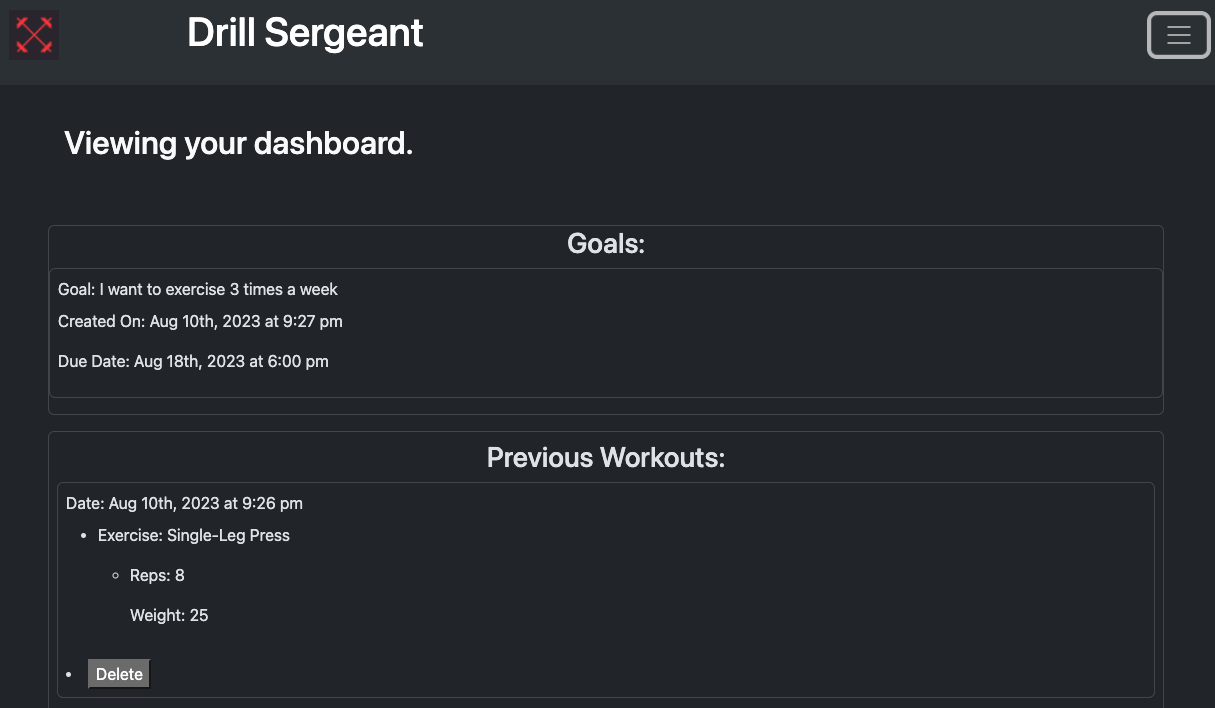 Drill Sergeant
Viewing your dashboard.
Goals:
Goal: I want to exercise 3 times a week
Created On: Aug 10th, 2023 at 9:27 pm
Due Date: Aug 18th, 2023 at 6:00 pm
Previous Workouts:
Date: Aug 10th, 2023 at 9:26 pm
Exercise: Single-Leg Press
Reps: 8
Weight: 25
Delete